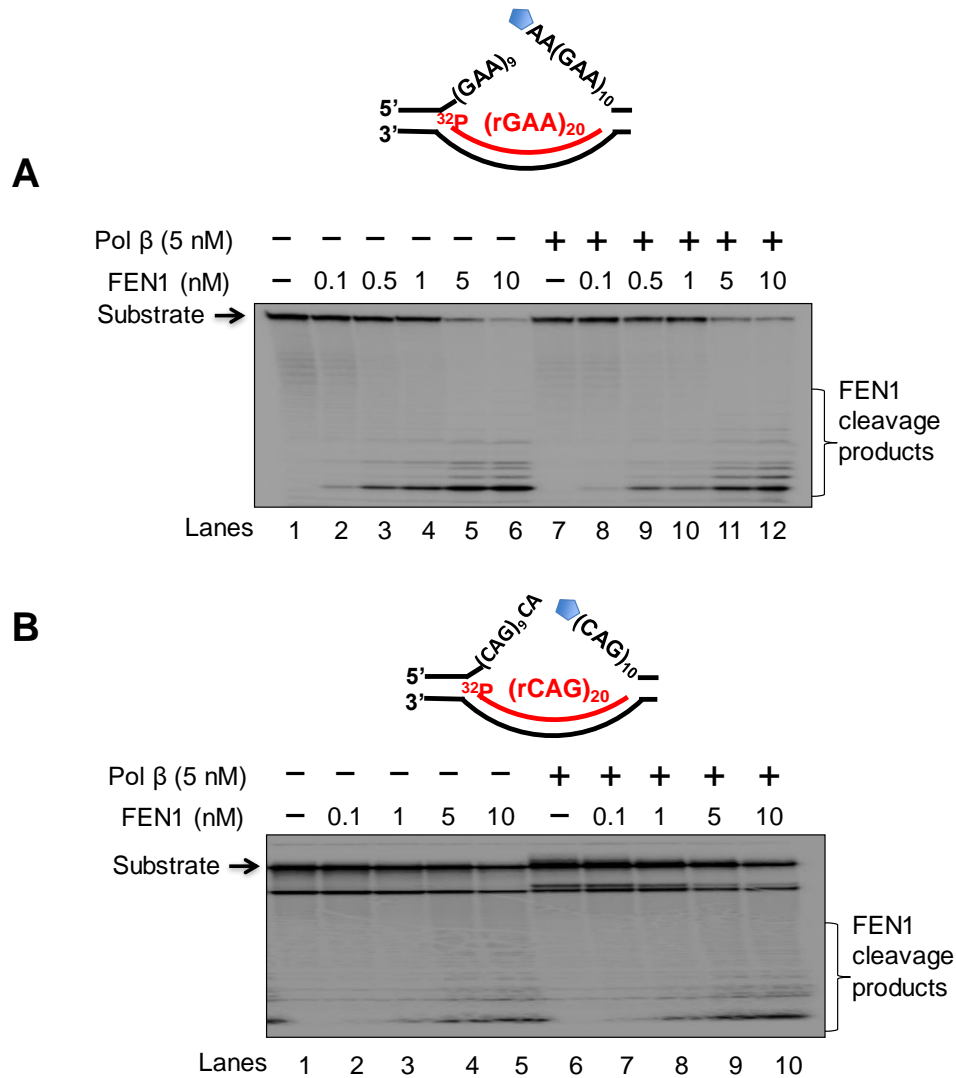 AA(GAA)10
(GAA)9
5’
32P (rGAA)20
3’
A
Pol β (5 nM) − − − − − − + + + + + +
FEN1 (nM) − 0.1 0.5 1 5 10 − 0.1 0.5 1 5 10
Substrate →
FEN1
cleavage
products
Lanes 1 2 3 4 5 6 7 8 9 10 11 12
B
(CAG)9CA
(CAG)10
5’
32P (rCAG)20
3’
Pol β (5 nM) − − − − − + + + + +
FEN1 (nM) − 0.1 1 5 10 − 0.1 1 5 10
Substrate →
FEN1
cleavage
products
Lanes 1 2 3 4 5 6 7 8 9 10